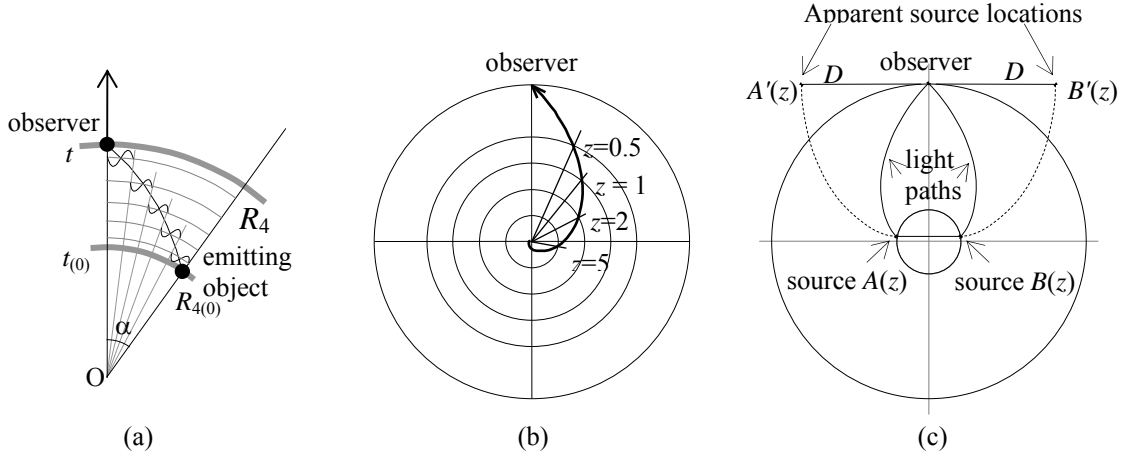 observer
t
t(0)
R4
emitting
object
R4(0)
α
O
(a)
observer
z=0.5
z = 1
z=2
z=5
(b)
Apparent source locations
observer
D
D
A'(z)
B'(z)
light
paths
source A(z)
source B(z)
(c)